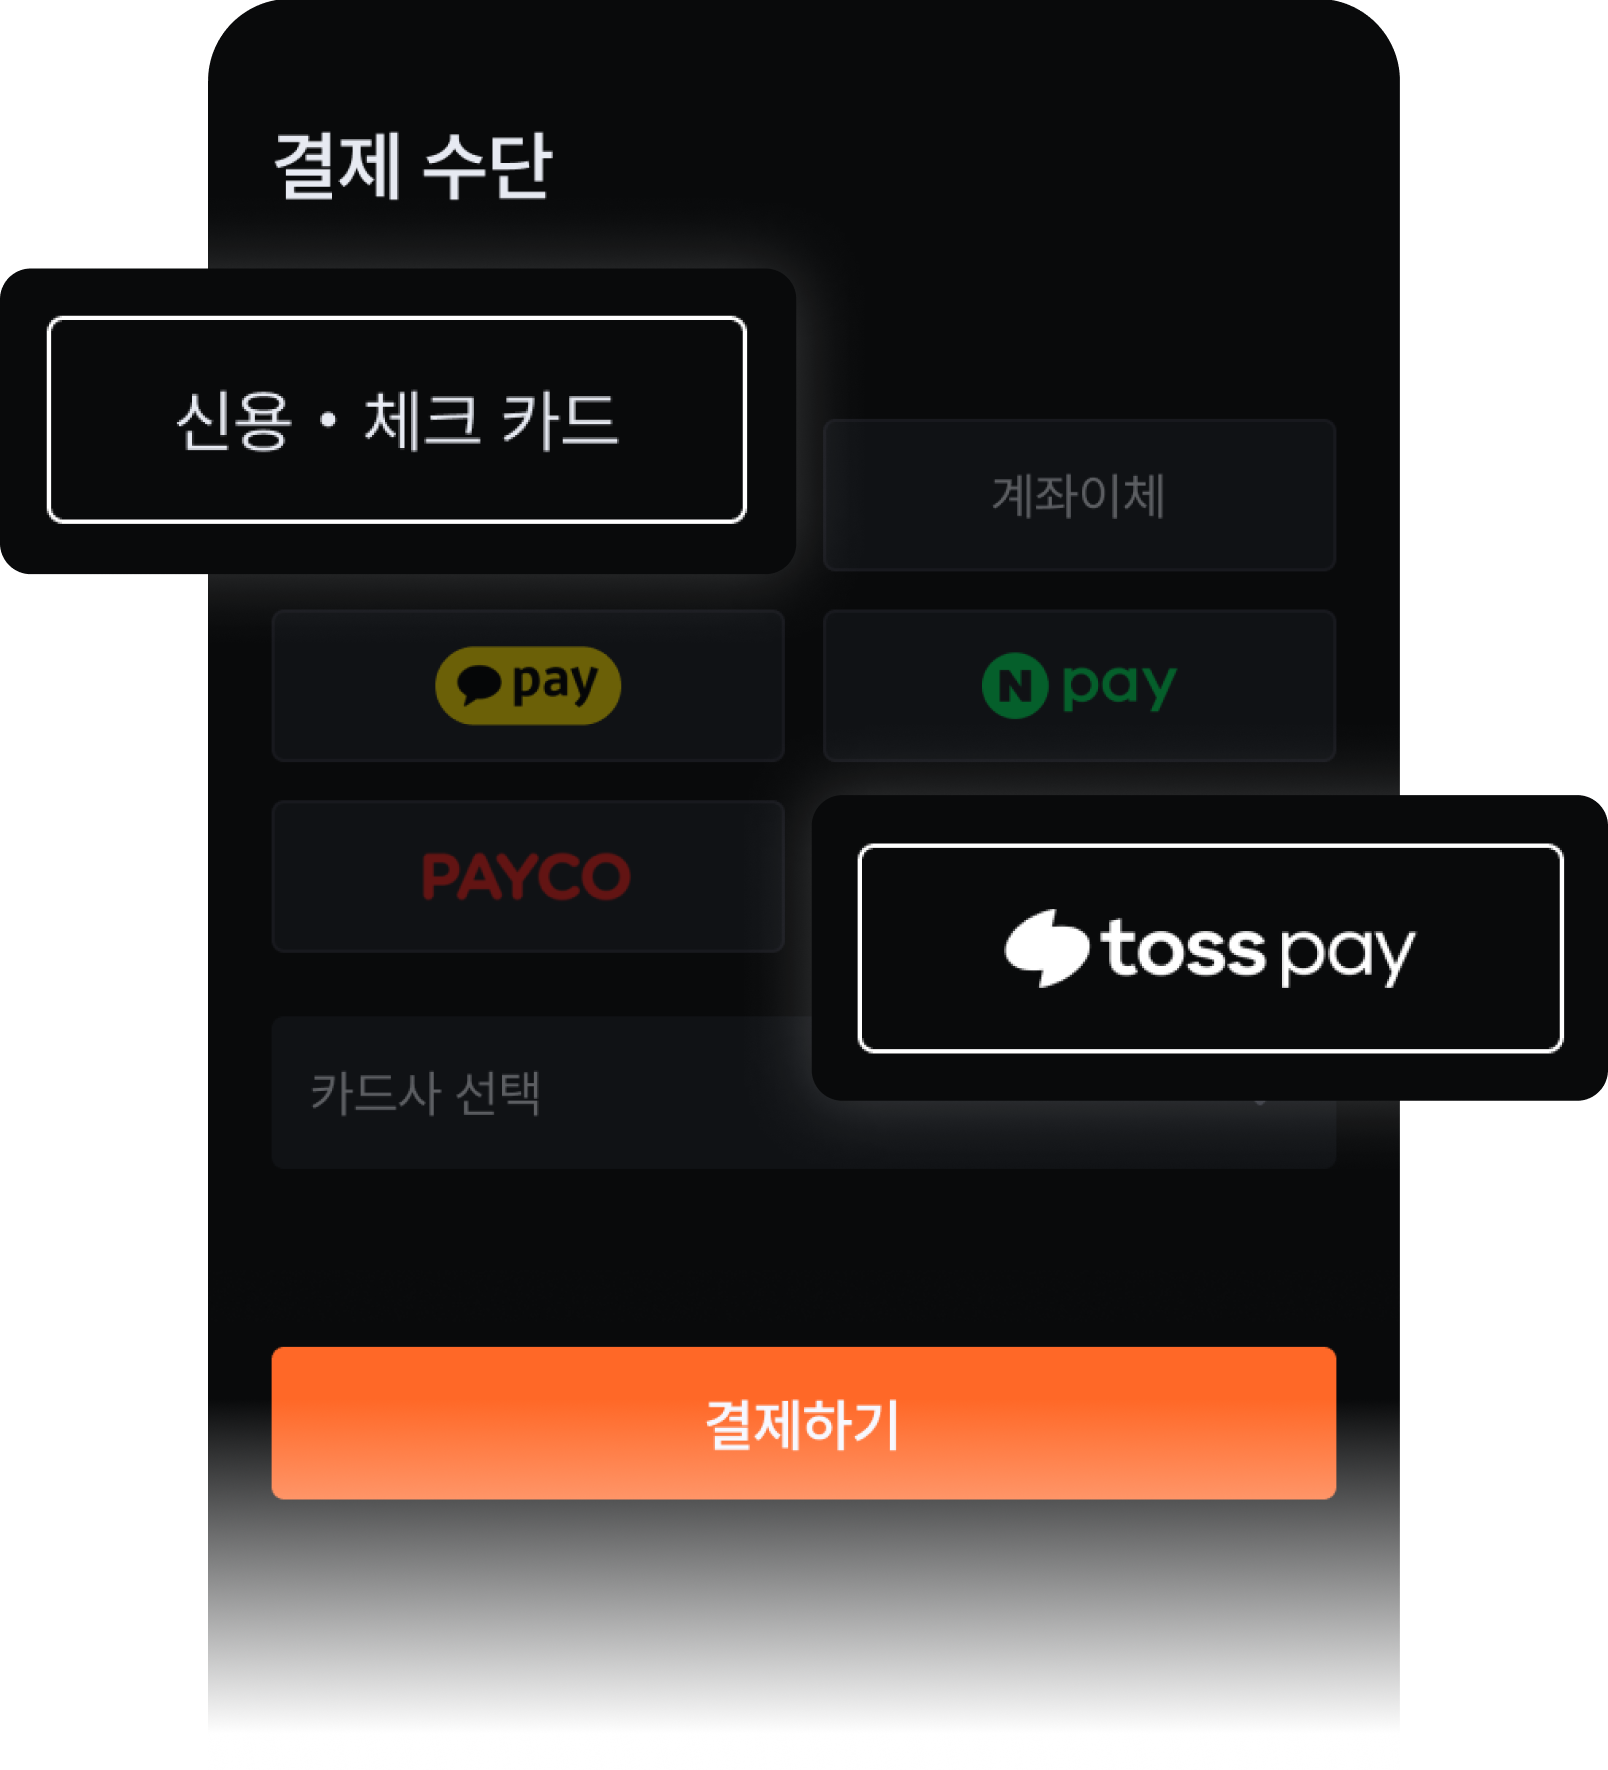 결제 수단
신용 • 체크 카드
계좌이체
pay
N pay
PAYCO
toss pay
카드사 선택
결제하기